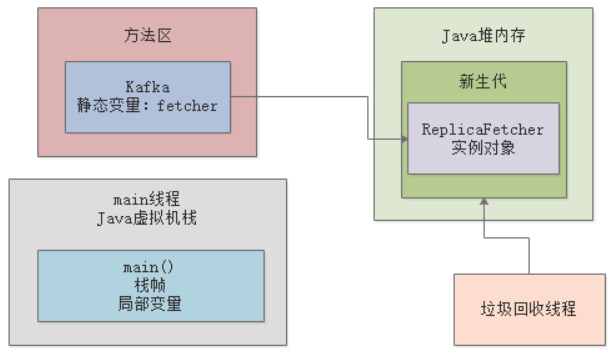 方法区
Kafka
静态变量：fetcher
Java堆内存
新生代
ReplicaFetcher
实例对象
main线程
Java虚拟机栈
main()
栈帧
局部变量
垃圾回收线程